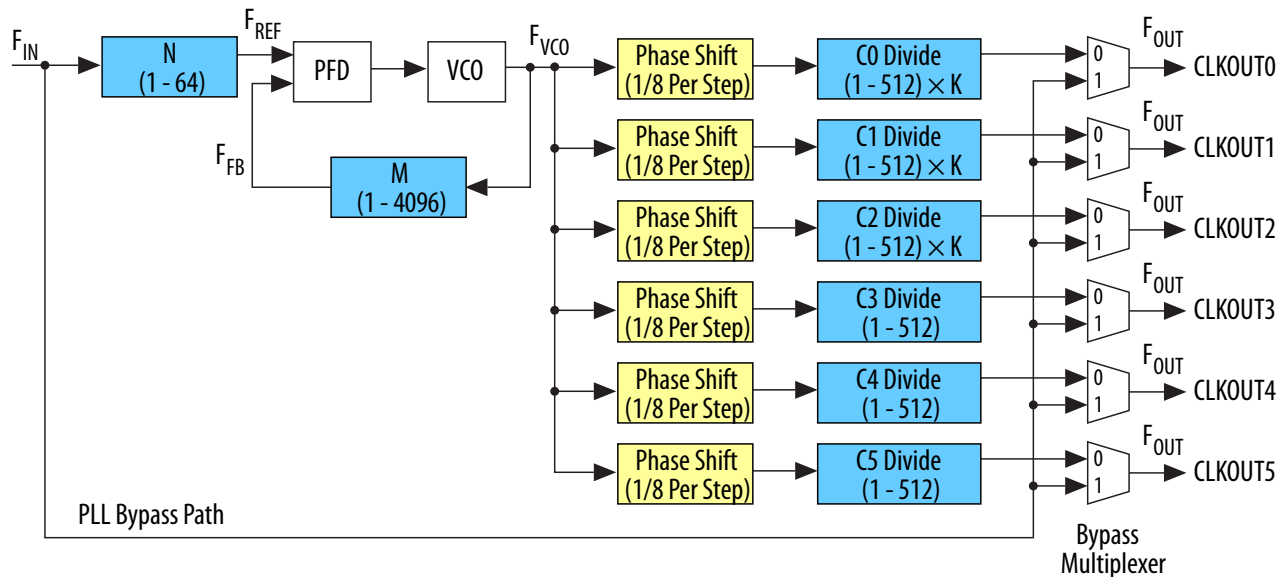 F_IN
N
(1 - 64)
F_REF
PFD
VCO
F_VCO
F_FB
M
(1 - 4096)
Phase Shift
(1/8 Per Step)
C0 Divide
(1 - 512) × K
0
1
F_OUT
CLKOUT0
Phase Shift
(1/8 Per Step)
C1 Divide
(1 - 512) × K
0
1
F_OUT
CLKOUT1
Phase Shift
(1/8 Per Step)
C2 Divide
(1 - 512) × K
0
1
F_OUT
CLKOUT2
Phase Shift
(1/8 Per Step)
C3 Divide
(1 - 512)
0
1
F_OUT
CLKOUT3
Phase Shift
(1/8 Per Step)
C4 Divide
(1 - 512)
0
1
F_OUT
CLKOUT4
Phase Shift
(1/8 Per Step)
C5 Divide
(1 - 512)
0
1
F_OUT
CLKOUT5
PLL Bypass Path
Bypass
Multiplexer